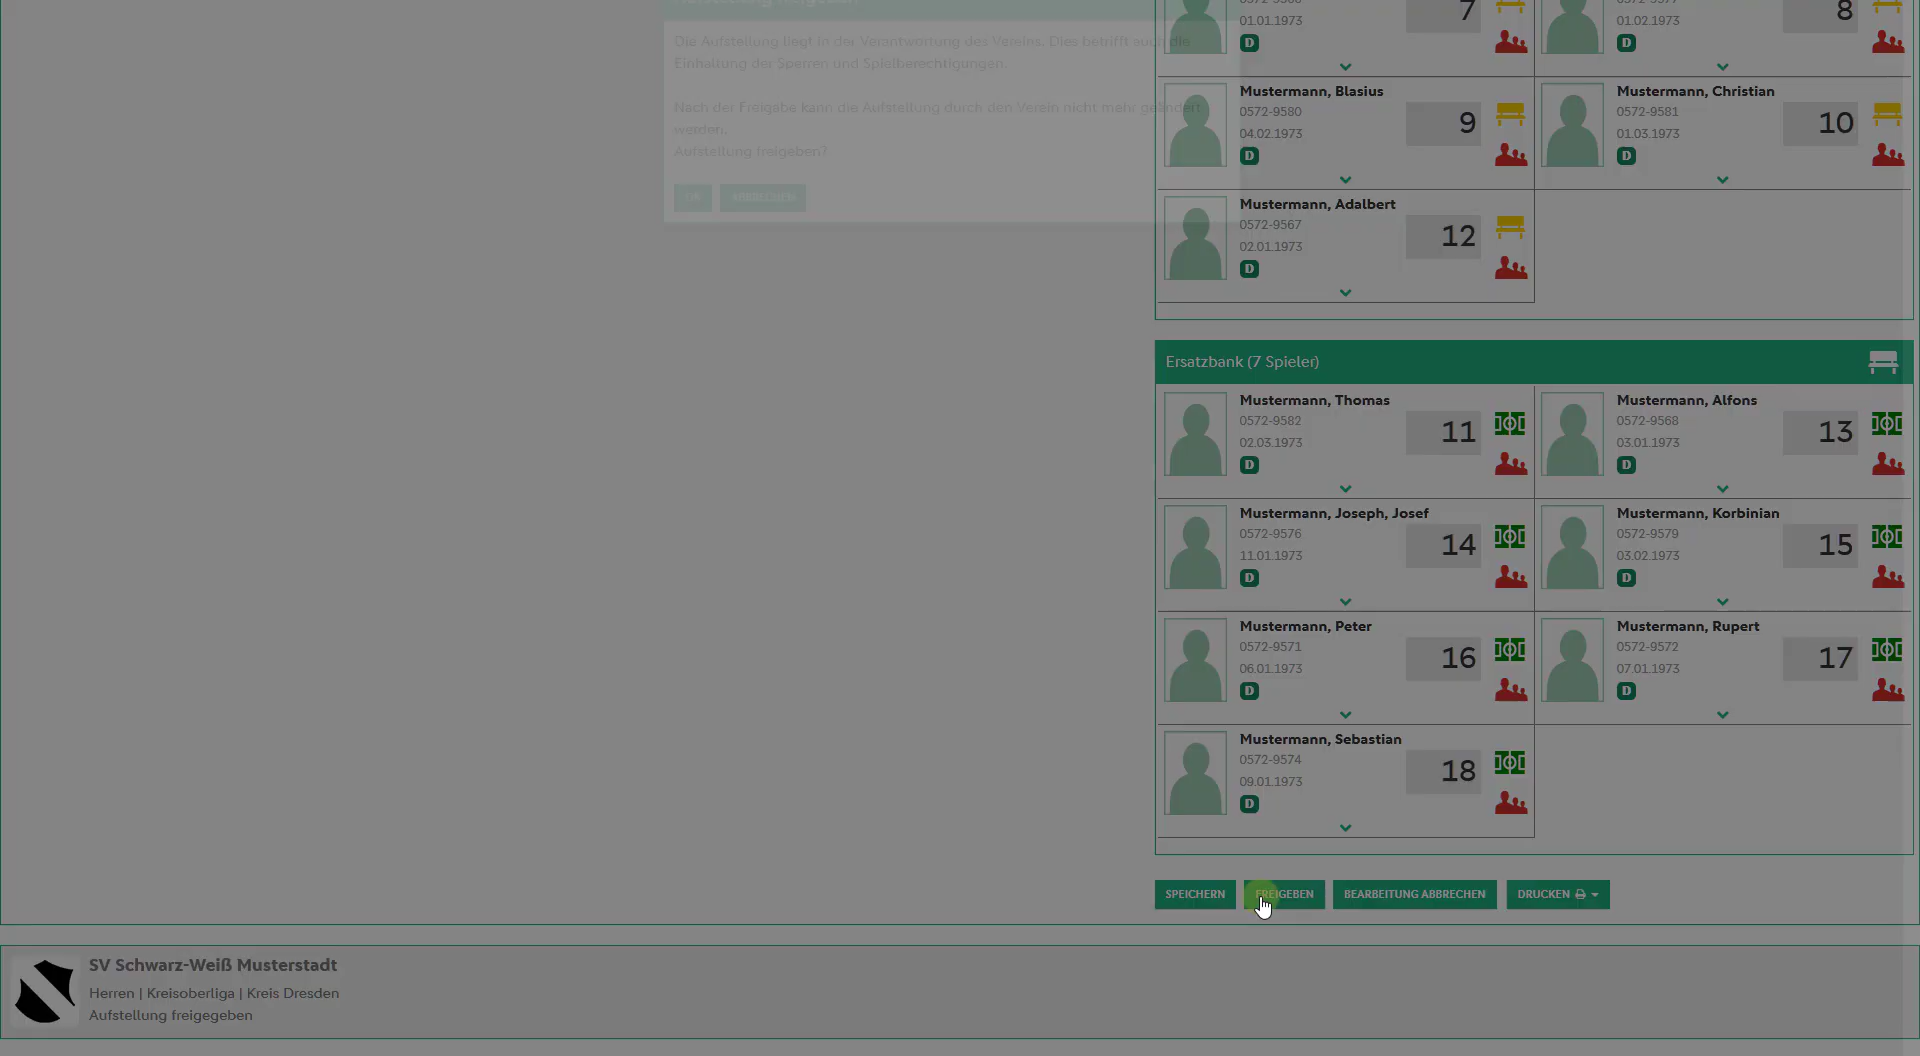 Aufstellung freigeben
Die Aufstellung liegt in der Verantwortung des Vereins. Dies betrifft auch die
Einhaltung der Sperren und Spielberechtigungen.
Nach der Freigabe kann die Aufstellung durch den Verein nicht mehr geändert
werden.
Aufstellung freigeben?
OK
ABBRECHEN
01.01.1973
7
D
01.02.1973
8
D
Mustermann, Blasius
0572-9580
9
04.02.1973
D
Mustermann, Christian
0572-9581
10
01.03.1973
D
Mustermann, Adalbert
0572-9567
12
02.01.1973
D
Ersatzbank (7 Spieler)
Mustermann, Thomas
0572-9582
11
02.03.1973
D
Mustermann, Alfons
0572-9568
13
03.01.1973
D
Mustermann, Joseph, Josef
0572-9576
14
11.01.1973
D
Mustermann, Korbinian
0572-9579
15
03.02.1973
D
Mustermann, Peter
0572-9571
16
06.01.1973
D
Mustermann, Rupert
0572-9572
17
07.01.1973
D
Mustermann, Sebastian
0572-9574
18
09.01.1973
D
SPEICHERN
FREIGEBEN
BEARBEITUNG ABBRECHEN
DRUCKEN
SV Schwarz-Weiß Musterstadt
Herren | Kreisoberliga | Kreis Dresden
Aufstellung freigegeben